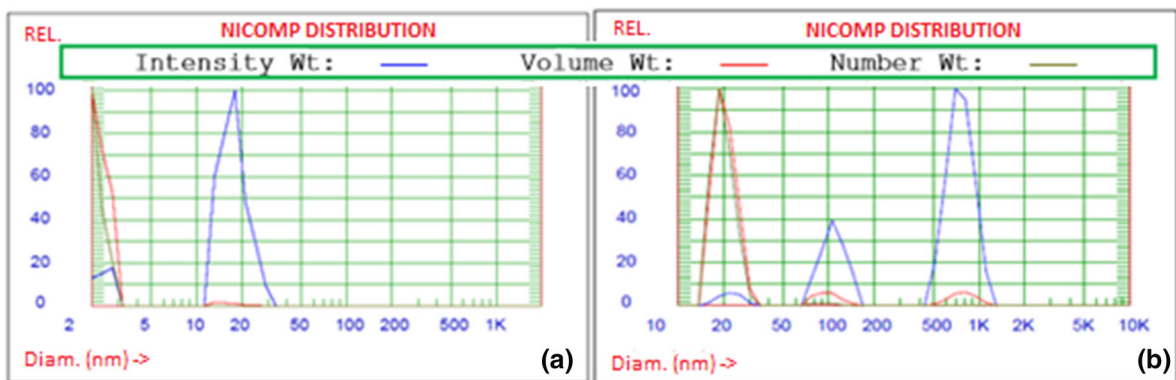 REL. NICOMP DISTRIBUTION REL. NICOMP DISTRIBUTION
Intensity Wt: Volume Wt: Number Wt:
100 100
80 80
60 60
40 40
20 20
0 0
2 5 10 20 50 100 200 500 1K 10 20 50 100 200 500 1K 2K 5K 10K
Diam. (nm) -> (a) Diam. (nm) -> (b)